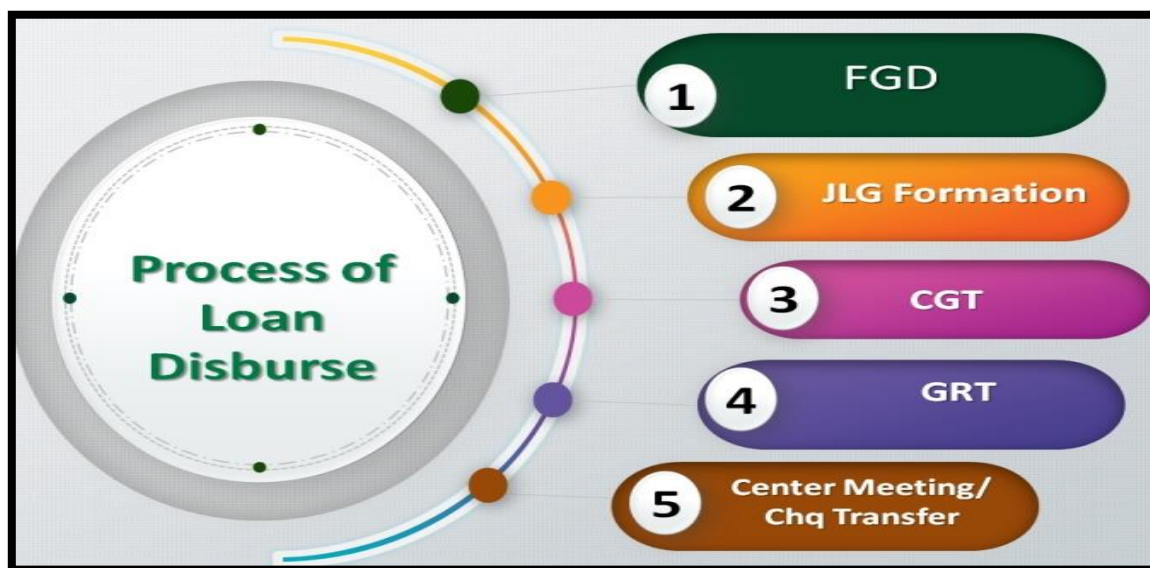 Process of
Loan
Disburse
1
FGD
2
JLG Formation
3
CGT
4
GRT
5
Center Meeting/
Chq Transfer